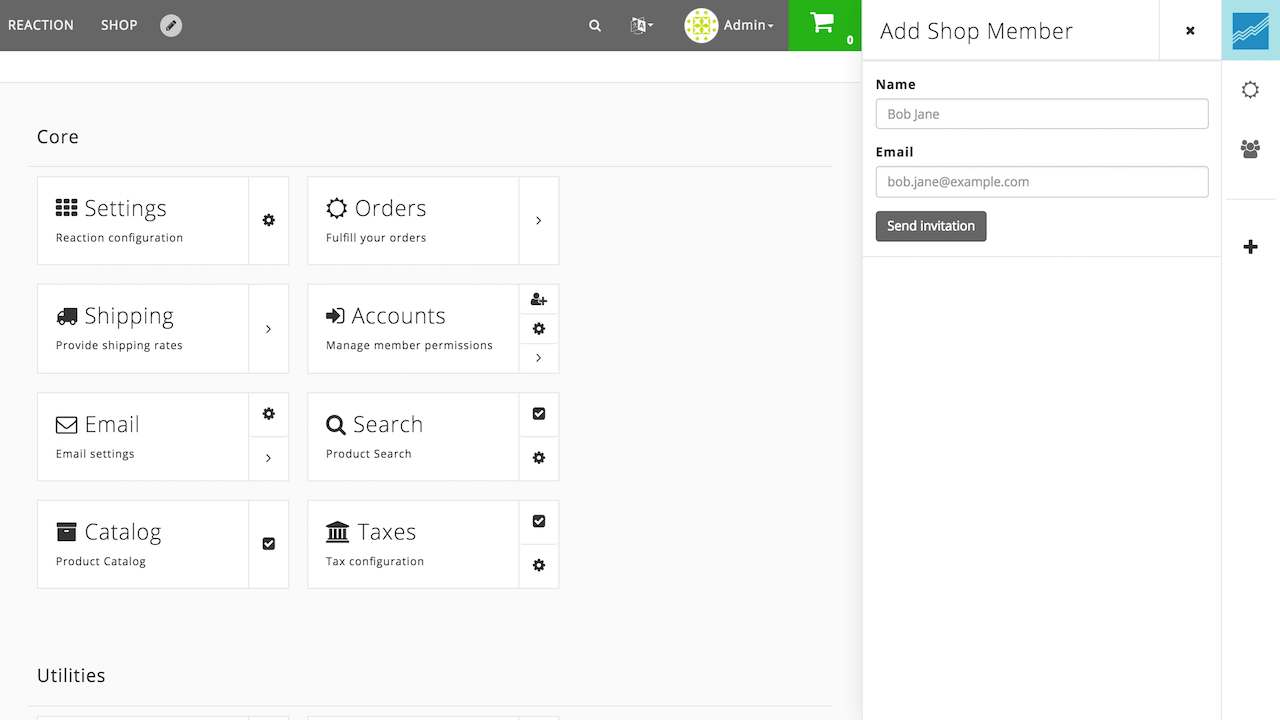 REACTION SHOP Admin 0
Add Shop Member
Name
Bob Jane
Email
bob.jane@example.com
Send invitation
Core
Settings
Reaction configuration
Orders
Fulfill your orders
Shipping
Provide shipping rates
Accounts
Manage member permissions
Email
Email settings
Search
Product Search
Catalog
Product Catalog
Taxes
Tax configuration
Utilities